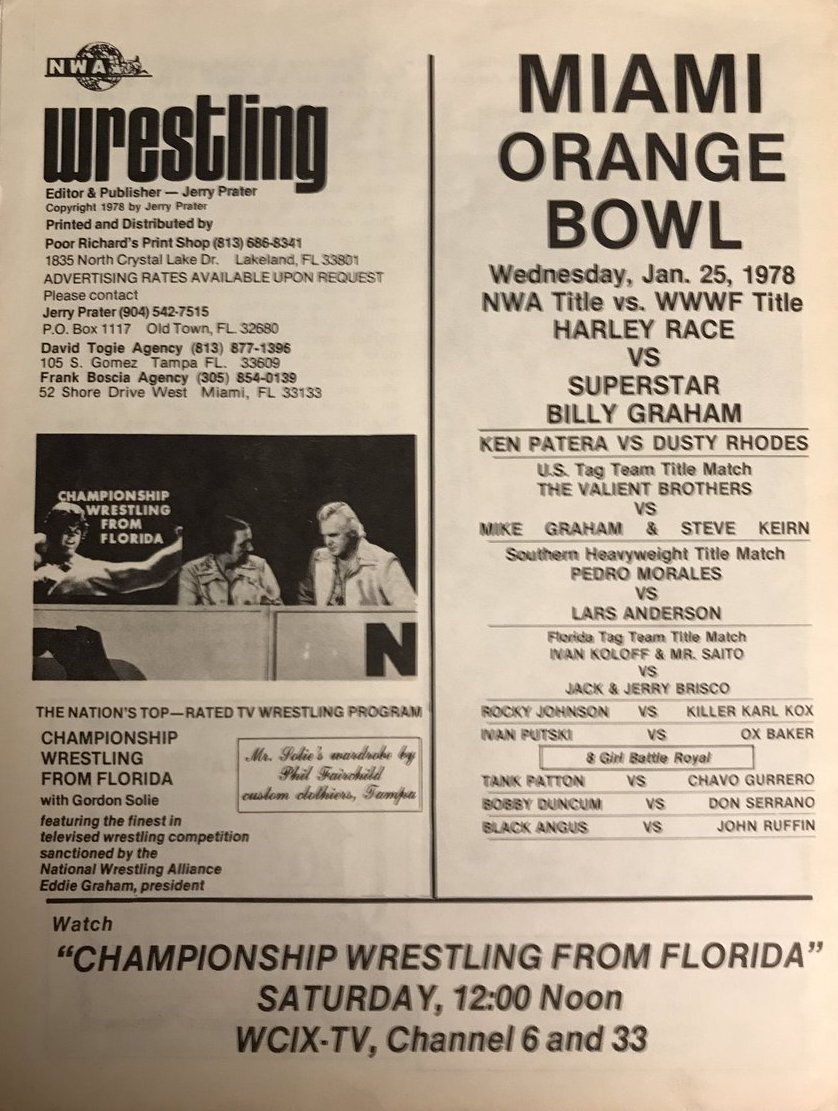 NWA
wrestling
Editor & Publisher — Jerry Prater
Copyright 1978 by Jerry Prater
Printed and Distributed by
Poor Richard's Print Shop (813) 686-8341
1835 North Crystal Lake Dr. Lakeland, FL 33801
ADVERTISING RATES AVAILABLE UPON REQUEST
Please contact
Jerry Prater (904) 542-7515
P.O. Box 1117 Old Town, FL 32680
David Togie Agency (813) 877-1396
105 S. Gomez Tampa FL. 33609
Frank Boscia Agency (305) 854-0139
52 Shore Drive West Miami, FL 33133
CHAMPIONSHIP
WRESTLING
FROM
FLORIDA
N
THE NATION'S TOP—RATED TV WRESTLING PROGRAM
CHAMPIONSHIP
WRESTLING
FROM FLORIDA
with Gordon Solie
featuring the finest in
televised wrestling competition
sanctioned by the
National Wrestling Alliance
Eddie Graham, president
Mr. Solie's wardrobe by
Phil Fairchild
custom clothiers, Tampa
MIAMI
ORANGE
BOWL
Wednesday, Jan. 25, 1978
NWA Title vs. WWWF Title
HARLEY RACE
VS
SUPERSTAR
BILLY GRAHAM
KEN PATERA VS DUSTY RHODES
U.S. Tag Team Title Match
THE VALIENT BROTHERS
VS
MIKE GRAHAM & STEVE KEIRN
Southern Heavyweight Title Match
PEDRO MORALES
VS
LARS ANDERSON
Florida Tag Team Title Match
IVAN KOLOFF & MR. SAITO
VS
JACK & JERRY BRISCO
ROCKY JOHNSON VS KILLER KARL KOX
IVAN PUTSKI VS OX BAKER
8 Girl Battle Royal
TANK PATTON VS CHAVO GURRERO
BOBBY DUNCUM VS DON SERRANO
BLACK ANGUS VS JOHN RUFFIN
Watch
"CHAMPIONSHIP WRESTLING FROM FLORIDA"
SATURDAY, 12:00 Noon
WCIX-TV, Channel 6 and 33